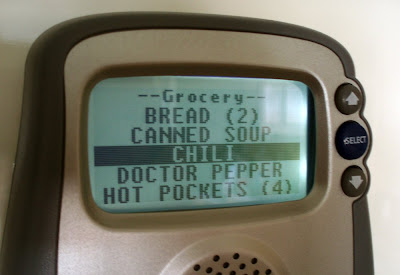 --Grocery--
BREAD (2)
CANNED SOUP
CHILI
DOCTOR PEPPER
HOT POCKETS (4)
SELECT